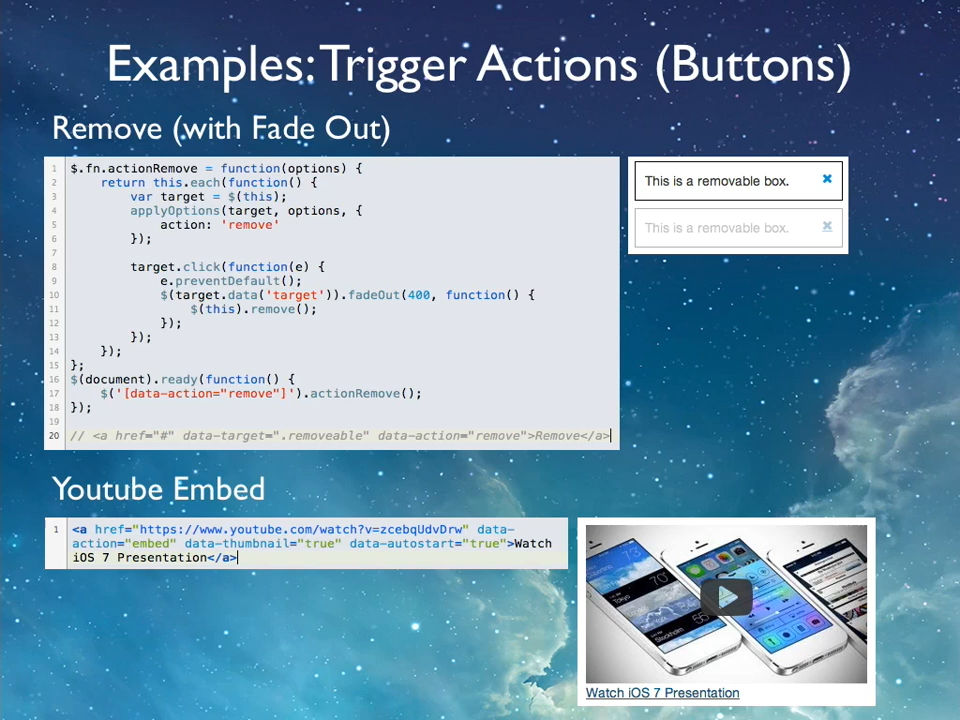 Examples: Trigger Actions (Buttons)
Remove (with Fade Out)
1 $.fn.actionRemove = function(options) {
2 return this.each(function() {
3 var target = $(this);
4 applyOptions(target, options, {
5 action: 'remove'
6 });
7
8 target.click(function(e) {
9 e.preventDefault();
10 $(target.data('target')).fadeOut(400, function() {
11 $(this).remove();
12 });
13 });
14 });
15 };
16 $(document).ready(function() {
17 $('[data-action="remove"]').actionRemove();
18 });
19
20 // <a href="#" data-target=".removeable" data-action="remove">Remove</a>
This is a removable box. ×
This is a removable box. ×
Youtube Embed
1 <a href="https://www.youtube.com/watch?v=zcebqUdvDrw" data-
action="embed" data-thumbnail="true" data-autostart="true">Watch
iOS 7 Presentation</a>
73°
Tokyo
70°
Stockholm
55°
Watch iOS 7 Presentation